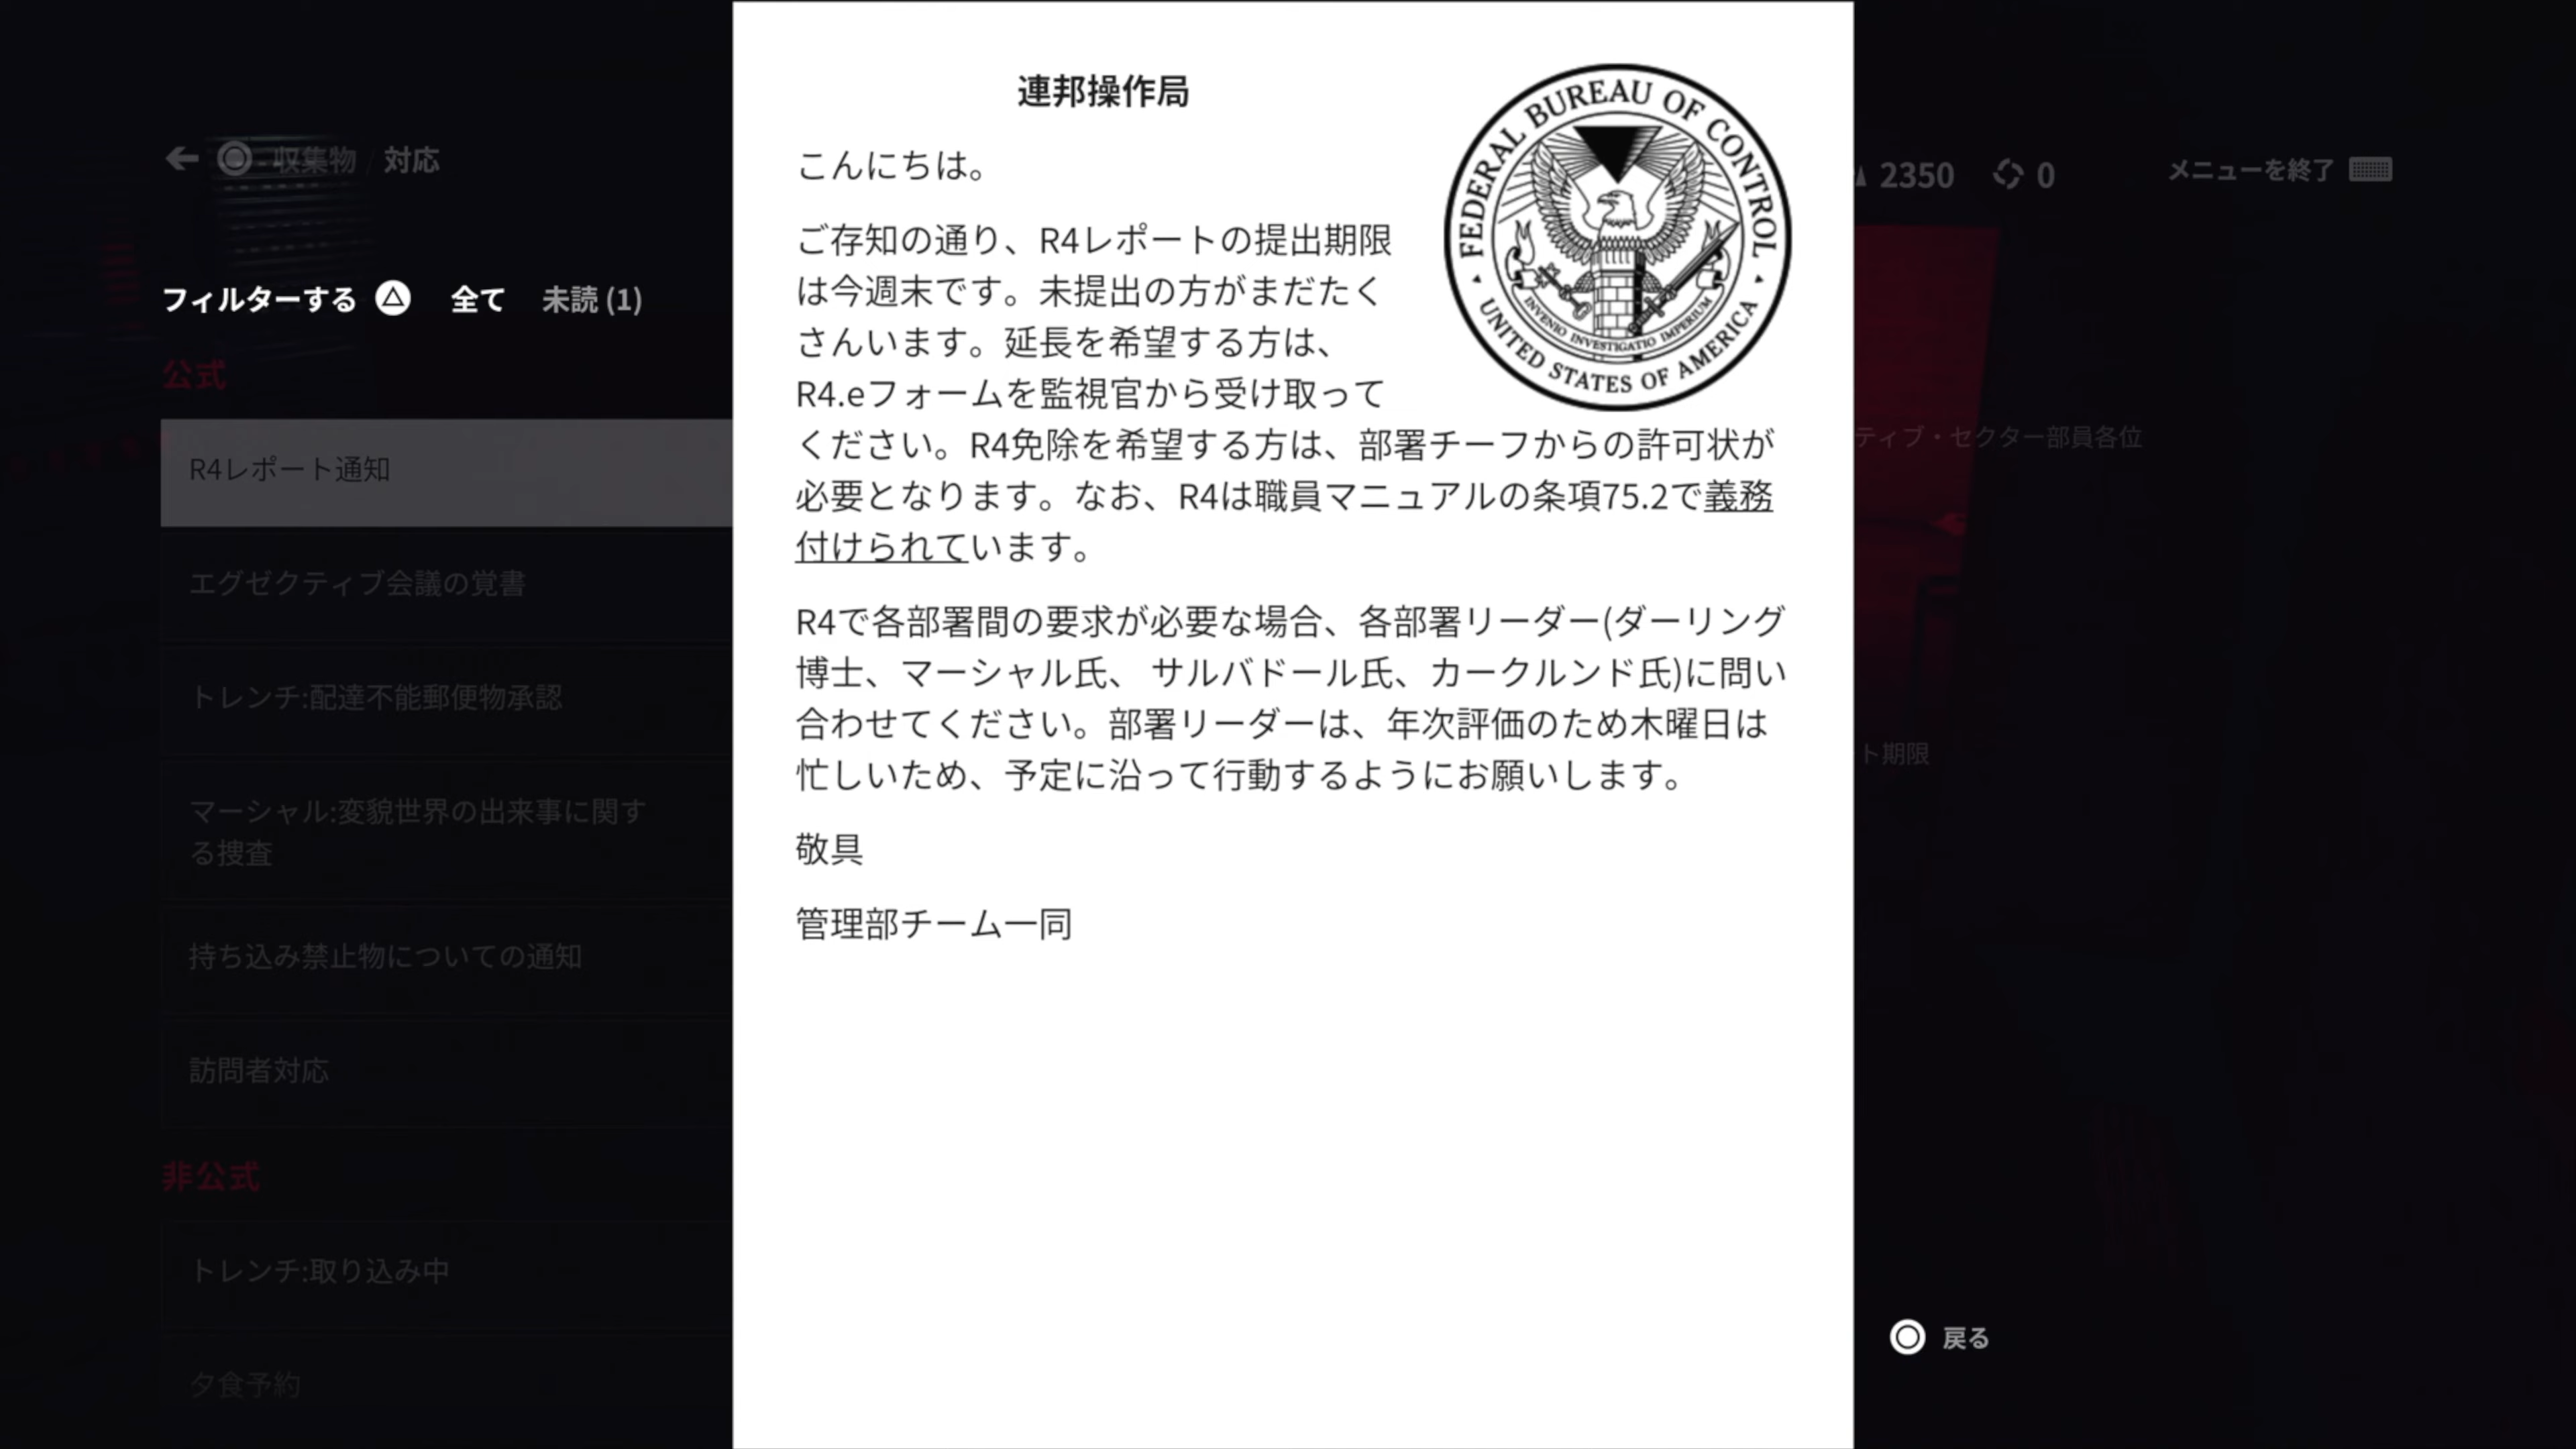 収集物 / 対応
2350
0
メニューを終了
フィルターする
全て
未読 (1)
公式
R4レポート通知
エグゼクティブ会議の覚書
トレンチ:配達不能郵便物承認
マーシャル:変貌世界の出来事に関す
る捜査
持ち込み禁止物についての通知
訪問者対応
非公式
トレンチ:取り込み中
夕食予約
連邦操作局
FEDERAL BUREAU OF CONTROL
UNITED STATES OF AMERICA
INVENIO INVESTIGATIO IMPERIUM
こんにちは。
ご存知の通り、R4レポートの提出期限
は今週末です。未提出の方がまだたく
さんいます。延長を希望する方は、
R4.eフォームを監視官から受け取って
ください。R4免除を希望する方は、部署チーフからの許可状が
必要となります。なお、R4は職員マニュアルの条項75.2で義務
付けられています。
R4で各部署間の要求が必要な場合、各部署リーダー(ダーリング
博士、マーシャル氏、 サルバドール氏、カークルンド氏)に問い
合わせてください。部署リーダーは、年次評価のため木曜日は
忙しいため、予定に沿って行動するようにお願いします。
敬具
管理部チーム一同
ティブ・セクター部員各位
ト期限
戻る